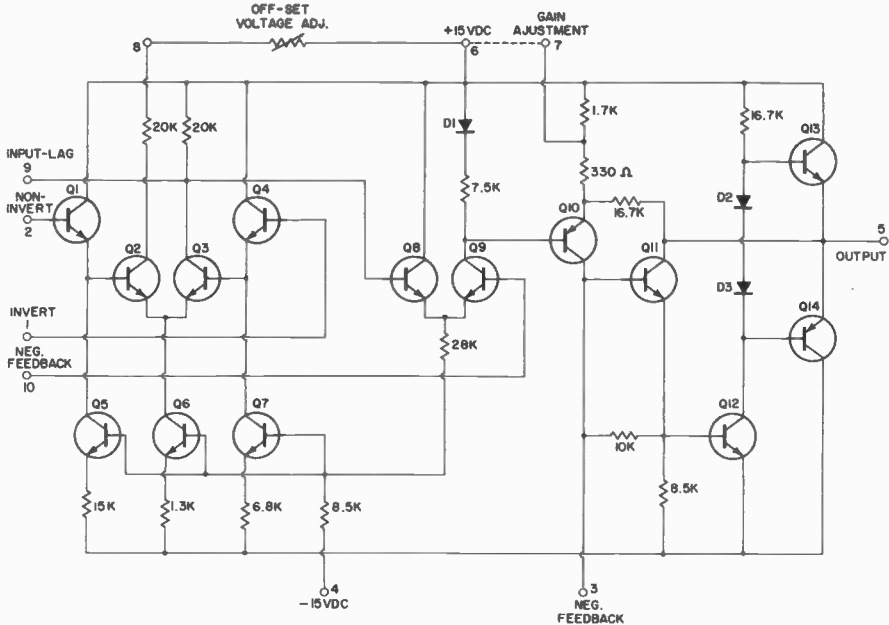 OFF-SET
VOLTAGE ADJ.
+15VDC
GAIN
AJUSTMENT
8
6
7
20K
20K
D1
1.7K
16.7K
Q13
INPUT-LAG
9
7.5K
330 Ω
NON-
INVERT
2
Q1
Q4
Q10
16.7K
D2
Q2
Q3
Q8
Q9
Q11
5
OUTPUT
D3
Q14
INVERT
1
28K
NEG.
FEEDBACK
10
Q5
Q6
Q7
Q12
10K
15K
1.3K
6.8K
8.5K
8.5K
4
-15VDC
3
NEG.
FEEDBACK